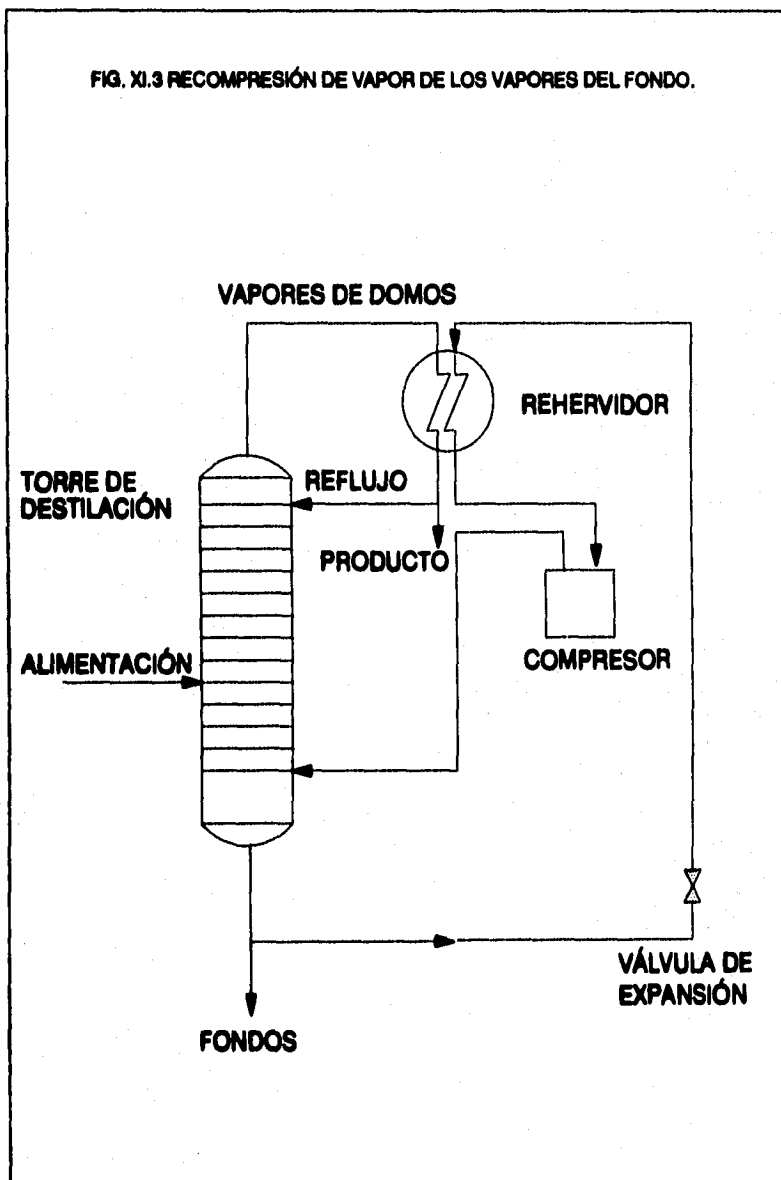 FIG. XI.3 RECOMPRESIÓN DE VAPOR DE LOS VAPORES DEL FONDO.
VAPORES DE DOMOS
REHERVIDOR
TORRE DE
DESTILACIÓN
REFLUJO
PRODUCTO
COMPRESOR
ALIMENTACIÓN
VÁLVULA DE
EXPANSIÓN
FONDOS